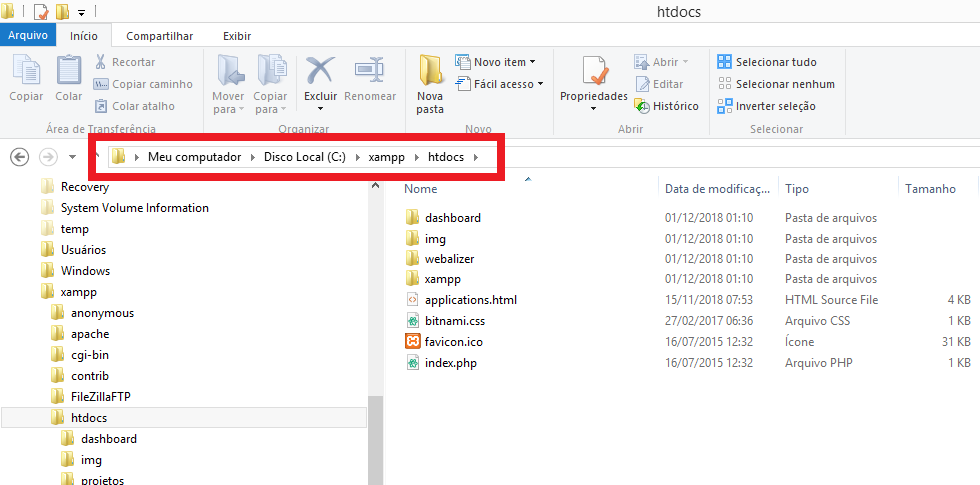 htdocs
Arquivo Início Compartilhar Exibir
Copiar
Colar
Recortar
Copiar caminho
Colar atalho
Área de Transferência
Mover para
Copiar para
Excluir
Renomear
Organizar
Nova pasta
Novo item
Fácil acesso
Novo
Propriedades
Abrir
Editar
Histórico
Abrir
Selecionar tudo
Selecionar nenhum
Inverter seleção
Selecionar
Meu computador Disco Local (C:) xampp htdocs
Recovery
System Volume Information
temp
Usuários
Windows
xampp
anonymous
apache
cgi-bin
contrib
FileZillaFTP
htdocs
dashboard
img
projetos
Nome Data de modificaç... Tipo Tamanho
dashboard 01/12/2018 01:10 Pasta de arquivos
img 01/12/2018 01:10 Pasta de arquivos
webalizer 01/12/2018 01:10 Pasta de arquivos
xampp 01/12/2018 01:10 Pasta de arquivos
applications.html 15/11/2018 07:53 HTML Source File 4 KB
bitnami.css 27/02/2017 06:36 Arquivo CSS 1 KB
favicon.ico 16/07/2015 12:32 Ícone 31 KB
index.php 16/07/2015 12:32 Arquivo PHP 1 KB